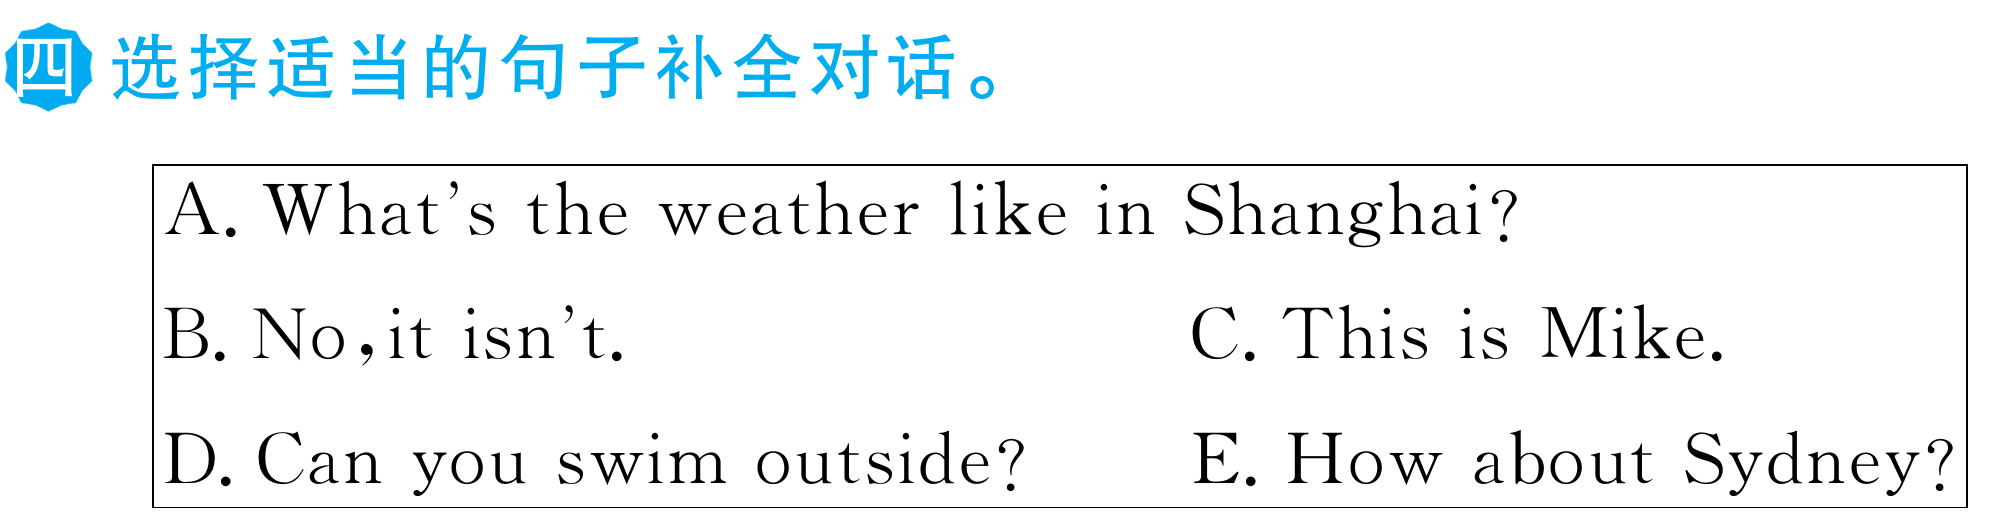 四 选择适当的句子补全对话。
A. What's the weather like in Shanghai?
B. No,it isn't. C. This is Mike.
D. Can you swim outside? E. How about Sydney?